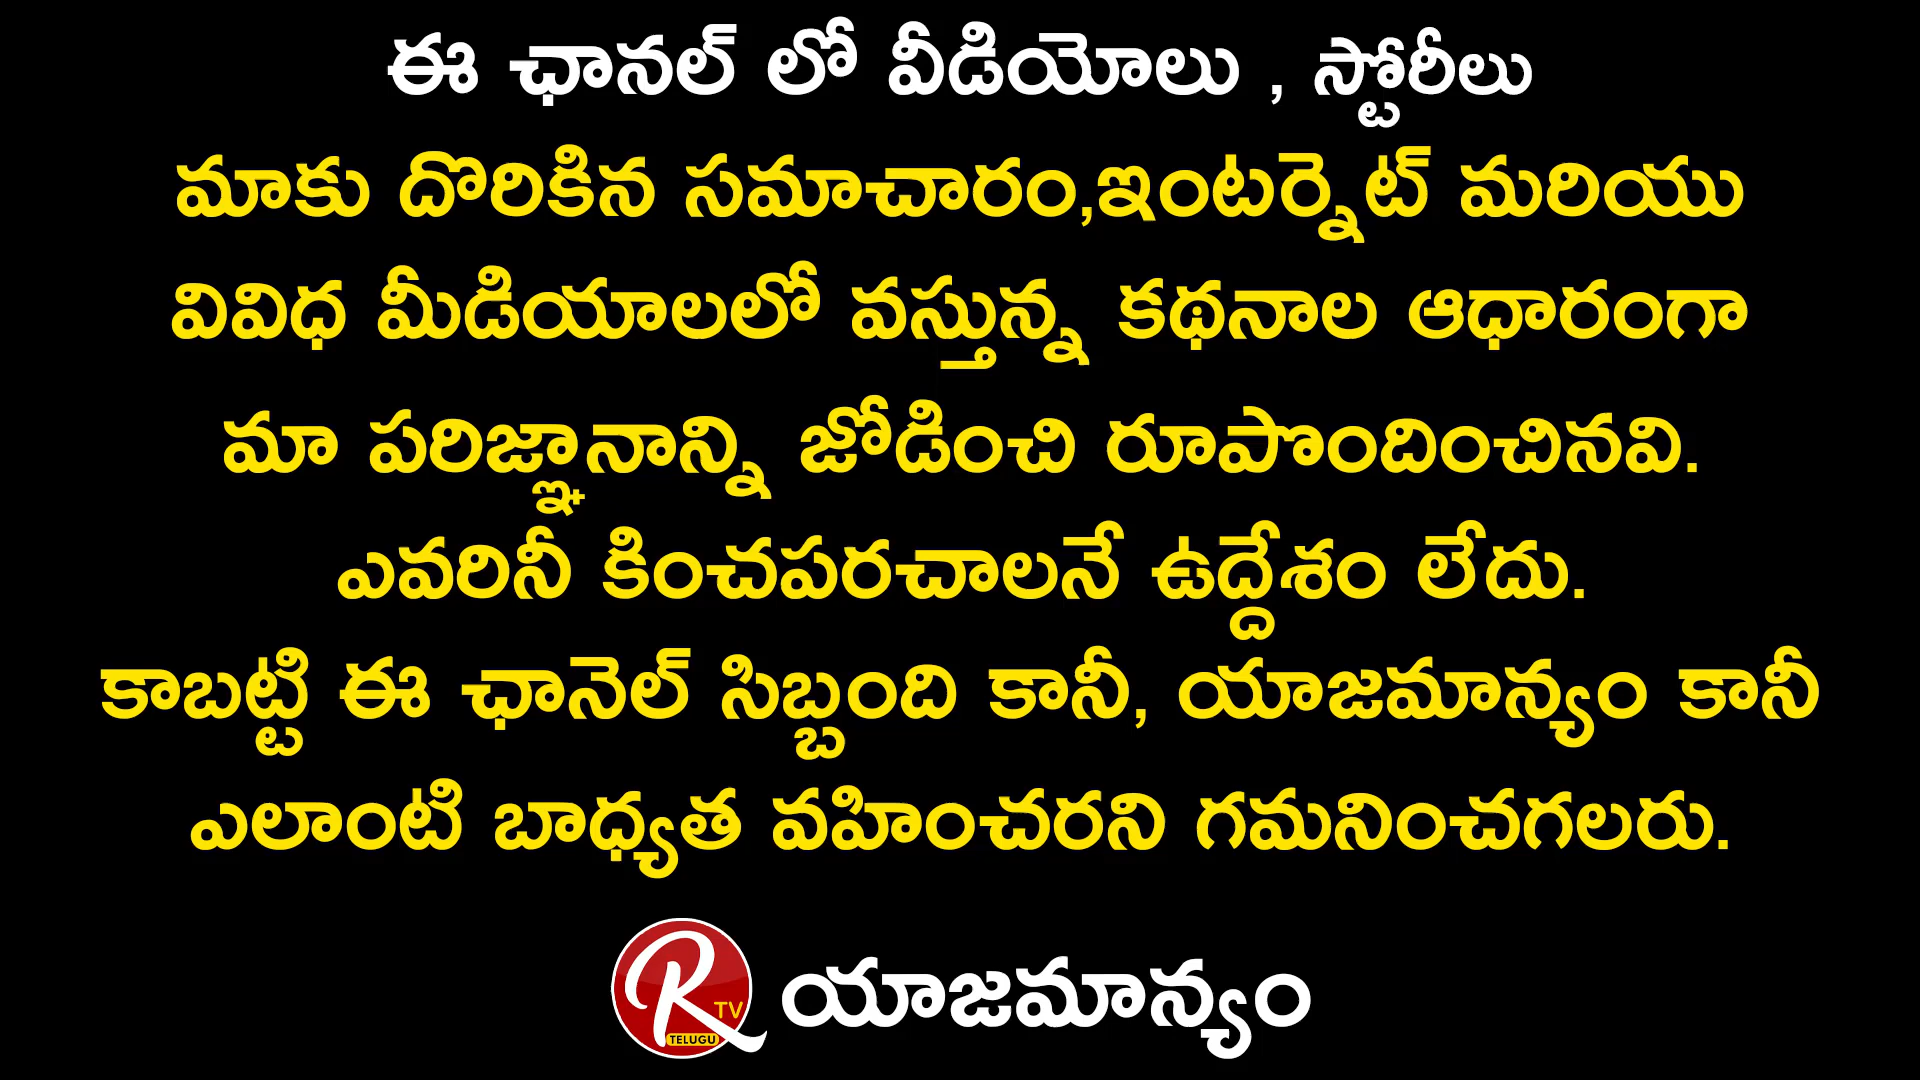 ఈ ఛానల్ లో వీడియోలు , స్టోరీలు
మాకు దొరికిన సమాచారం,ఇంటర్నెట్ మరియు
వివిధ మీడియాలలో వస్తున్న కథనాల ఆధారంగా
మా పరిజ్ఞానాన్ని జోడించి రూపొందించినవి.
ఎవరినీ కించపరచాలనే ఉద్దేశం లేదు.
కాబట్టి ఈ ఛానెల్ సిబ్బంది కానీ, యాజమాన్యం కానీ
ఎలాంటి బాధ్యత వహించరని గమనించగలరు.
R TV TELUGU యాజమాన్యం